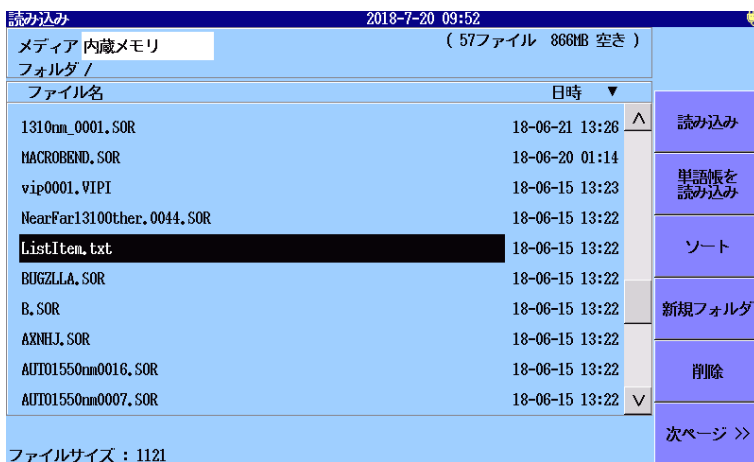 読み込み 2018-7-20 09:52
メディア 内蔵メモリ ( 57ファイル 866MB 空き )
フォルダ /
ファイル名 日時 ▼
1310nm_0001.SOR 18-06-21 13:26
MACROBEND.SOR 18-06-20 01:14
vip0001.VIPI 18-06-15 13:23
NearFar1310Other.0044.SOR 18-06-15 13:22
ListItem.txt 18-06-15 13:22
BUGZLLA.SOR 18-06-15 13:22
B.SOR 18-06-15 13:22
AXNHJ.SOR 18-06-15 13:22
AUTO1550nm0016.SOR 18-06-15 13:22
AUTO1550nm0007.SOR 18-06-15 13:22
ファイルサイズ : 1121
読み込み
単語帳を
読み込み
ソート
新規フォルダ
削除
次ページ >>